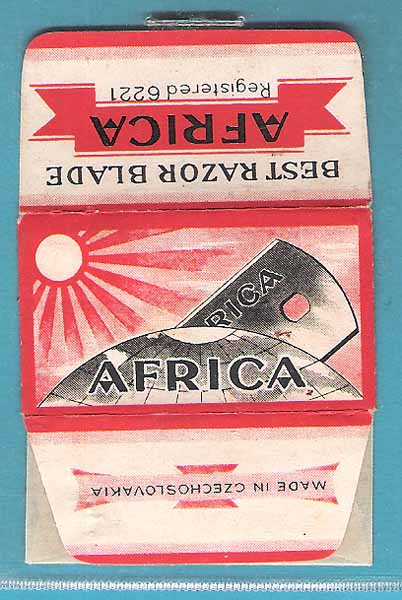 BEST RAZOR BLADE
AFRICA
Registered 6221
RICA
AFRICA
MADE IN CZECHOSLOVAKIA